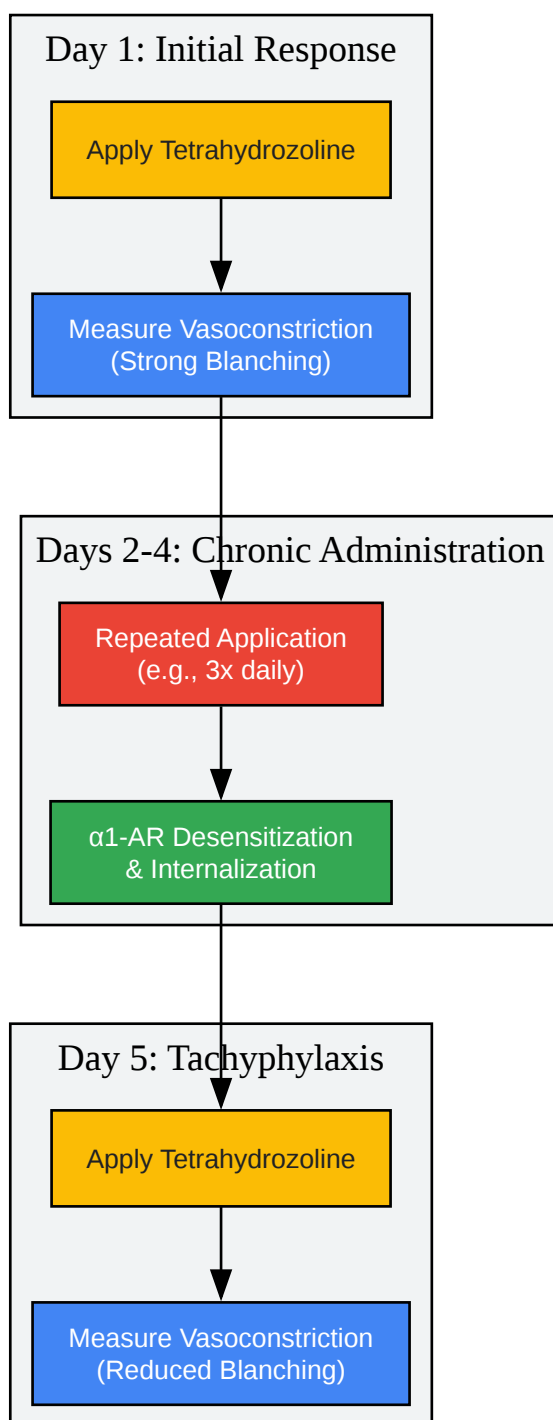 Day 1: Initial Response
Apply Tetrahydrozoline
Measure Vasoconstriction
(Strong Blanching)
Days 2-4: Chronic Administration
Repeated Application
(e.g., 3x daily)
α1-AR Desensitization
& Internalization
Day 5: Tachyphylaxis
Apply Tetrahydrozoline
Measure Vasoconstriction
(Reduced Blanching)